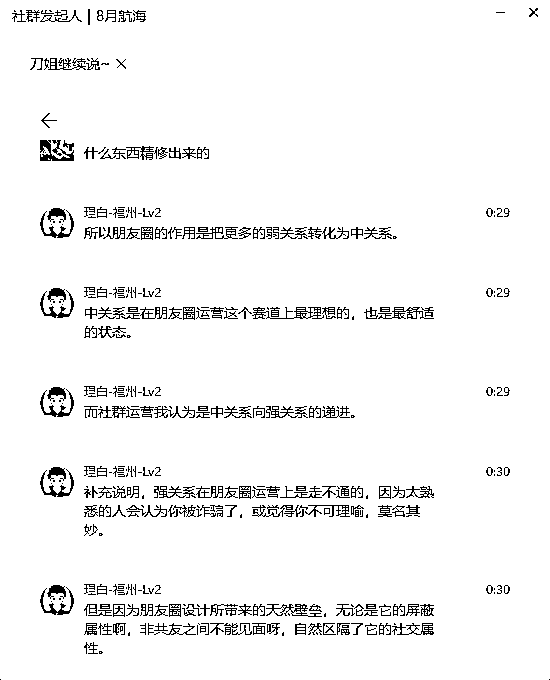 社群发起人 | 8月航海
刀姐继续说~ ×
什么东西精修出来的
理白-福州-Lv2 0:29
所以朋友圈的作用是把更多的弱关系转化为中关系。
理白-福州-Lv2 0:29
中关系是在朋友圈运营这个赛道上最理想的，也是最舒适
的状态。
理白-福州-Lv2 0:29
而社群运营我认为是中关系向强关系的递进。
理白-福州-Lv2 0:30
补充说明，强关系在朋友圈运营上是走不通的，因为太熟
悉的人会认为你被诈骗了，或觉得你不可理喻，莫名其
妙。
理白-福州-Lv2 0:30
但是因为朋友圈设计所带来的天然壁垒，无论是它的屏蔽
属性啊，非共友之间不能见面呀，自然区隔了它的社交属
性。